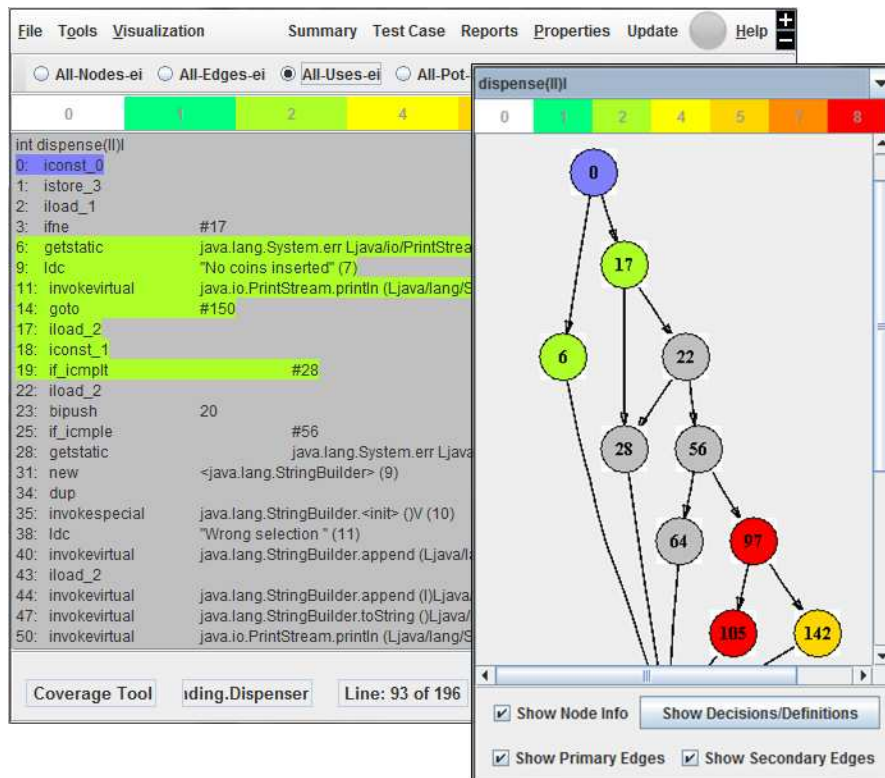 File Tools Visualization Summary Test Case Reports Properties Update Help
All-Nodes-ei All-Edges-ei All-Uses-ei All-Pot-
0 1 2 4
int dispense(II)I
0: iconst_0
1: istore_3
2: iload_1
3: ifne #17
6: getstatic java.lang.System.err Ljava/io/PrintStrea
9: ldc "No coins inserted" (7)
11: invokevirtual java.io.PrintStream.println (Ljava/lang/S
14: goto #150
17: iload_2
18: iconst_1
19: if_icmplt #28
22: iload_2
23: bipush 20
25: if_icmple #56
28: getstatic java.lang.System.err Ljava
31: new <java.lang.StringBuilder> (9)
34: dup
35: invokespecial java.lang.StringBuilder.<init> ()V (10)
38: ldc "Wrong selection " (11)
40: invokevirtual java.lang.StringBuilder.append (Ljava/la
43: iload_2
44: invokevirtual java.lang.StringBuilder.append (I)Ljava/
47: invokevirtual java.lang.StringBuilder.toString ()Ljava/
50: invokevirtual java.io.PrintStream.println (Ljava/lang/S
Coverage Tool ding.Dispenser Line: 93 of 196
dispense(II)I
0 1 2 4 5 7 8
0
17
6 22
28 56
64 97
105 142
Show Node Info Show Decisions/Definitions
Show Primary Edges Show Secondary Edges